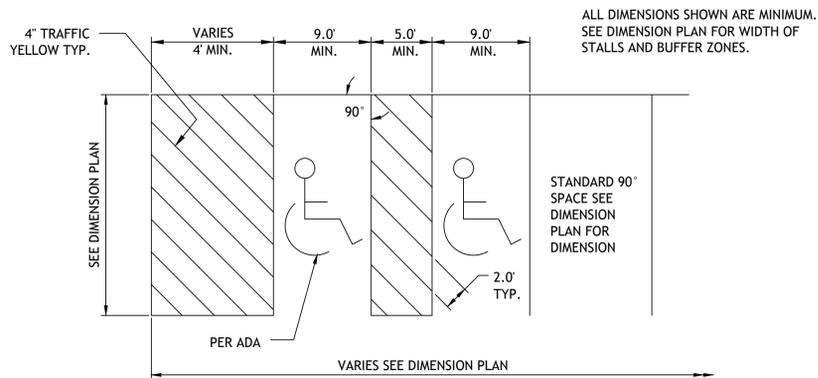 ALL DIMENSIONS SHOWN ARE MINIMUM.
SEE DIMENSION PLAN FOR WIDTH OF
STALLS AND BUFFER ZONES.
4" TRAFFIC
YELLOW TYP.
VARIES
4' MIN.
9.0'
MIN.
5.0'
MIN.
9.0'
MIN.
90°
SEE DIMENSION PLAN
STANDARD 90°
SPACE SEE
DIMENSION
PLAN FOR
DIMENSION
2.0'
TYP.
PER ADA
VARIES SEE DIMENSION PLAN